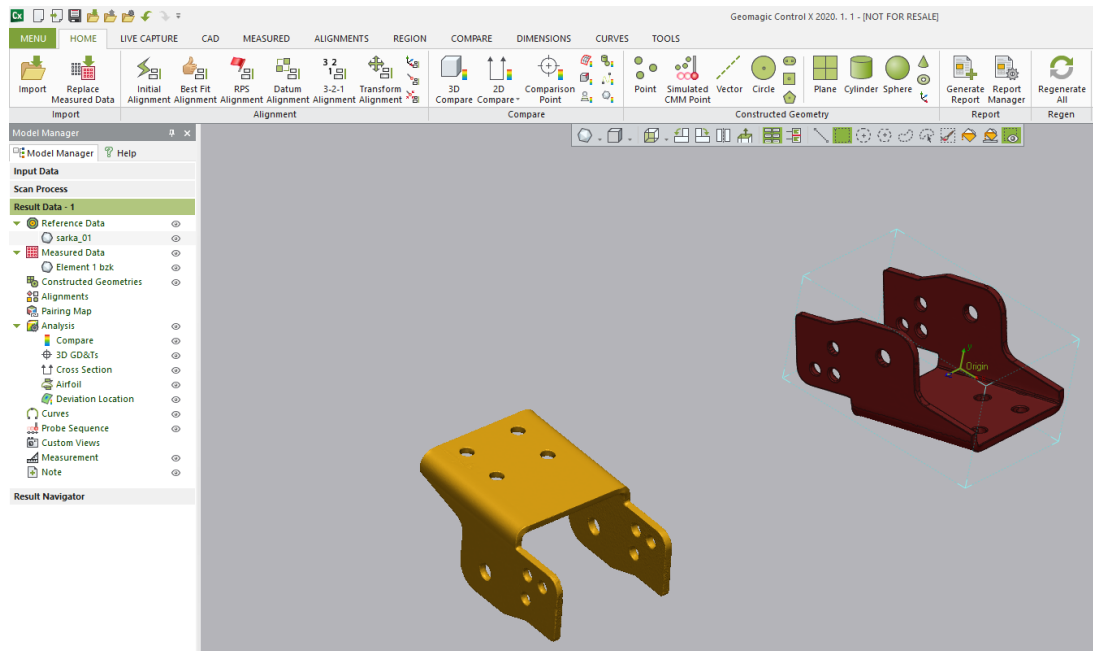 Cx
Geomagic Control X 2020. 1. 1 - [NOT FOR RESALE]
MENU HOME LIVE CAPTURE CAD MEASURED ALIGNMENTS REGION COMPARE DIMENSIONS CURVES TOOLS
Import
Replace
Measured Data
Initial
Alignment
Best Fit
Alignment
RPS
Alignment
Datum
Alignment
3 2
1
3-2-1
Alignment
Transform
Alignment
3D
Compare
2D
Compare
Comparison
Point
Point
Simulated
CMM Point
Vector
Circle
Plane
Cylinder
Sphere
Generate
Report
Report
Manager
Regenerate
All
Import Alignment Compare Constructed Geometry Report Regen
Model Manager
Model Manager Help
Input Data
Scan Process
Result Data - 1
Reference Data
sarka_01
Measured Data
Element 1 bzk
Constructed Geometries
Alignments
Pairing Map
Analysis
Compare
3D GD&Ts
Cross Section
Airfoil
Deviation Location
Curves
Probe Sequence
Custom Views
Measurement
Note
Result Navigator
y
Origin